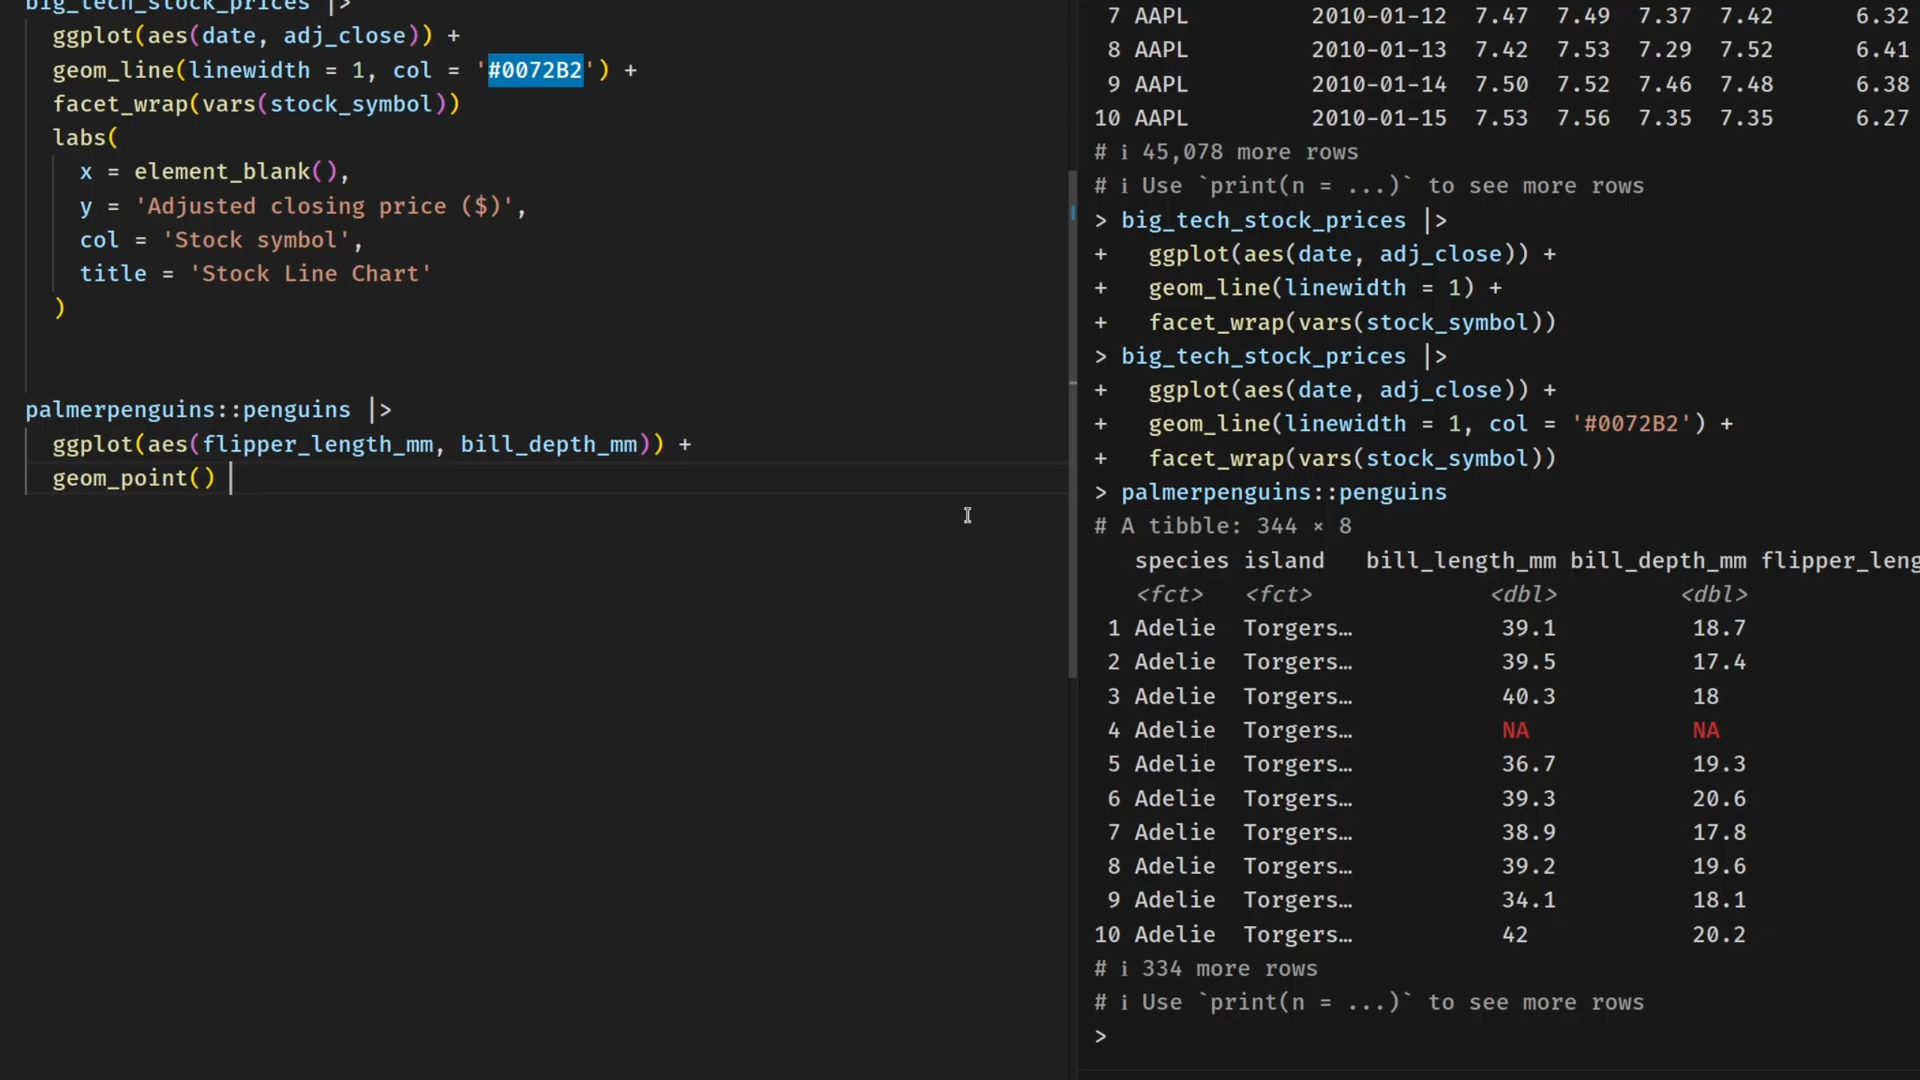 big_tech_stock_prices |>
  ggplot(aes(date, adj_close)) +
  geom_line(linewidth = 1, col = '#0072B2') +
  facet_wrap(vars(stock_symbol))
  labs(
    x = element_blank(),
    y = 'Adjusted closing price ($)',
    col = 'Stock symbol',
    title = 'Stock Line Chart'
  )
palmerpenguins::penguins |>
  ggplot(aes(flipper_length_mm, bill_depth_mm)) +
  geom_point()
7 AAPL 2010-01-12 7.47 7.49 7.37 7.42 6.32
8 AAPL 2010-01-13 7.42 7.53 7.29 7.52 6.41
9 AAPL 2010-01-14 7.50 7.52 7.46 7.48 6.38
10 AAPL 2010-01-15 7.53 7.56 7.35 7.35 6.27
# ℹ 45,078 more rows
# ℹ Use `print(n = ...)` to see more rows
> big_tech_stock_prices |>
+   ggplot(aes(date, adj_close)) +
+   geom_line(linewidth = 1) +
+   facet_wrap(vars(stock_symbol))
> big_tech_stock_prices |>
+   ggplot(aes(date, adj_close)) +
+   geom_line(linewidth = 1, col = '#0072B2') +
+   facet_wrap(vars(stock_symbol))
> palmerpenguins::penguins
# A tibble: 344 × 8
species island bill_length_mm bill_depth_mm flipper_leng
<fct> <fct> <dbl> <dbl>
1 Adelie Torgers… 39.1 18.7
2 Adelie Torgers… 39.5 17.4
3 Adelie Torgers… 40.3 18
4 Adelie Torgers… NA NA
5 Adelie Torgers… 36.7 19.3
6 Adelie Torgers… 39.3 20.6
7 Adelie Torgers… 38.9 17.8
8 Adelie Torgers… 39.2 19.6
9 Adelie Torgers… 34.1 18.1
10 Adelie Torgers… 42 20.2
# ℹ 334 more rows
# ℹ Use `print(n = ...)` to see more rows
>